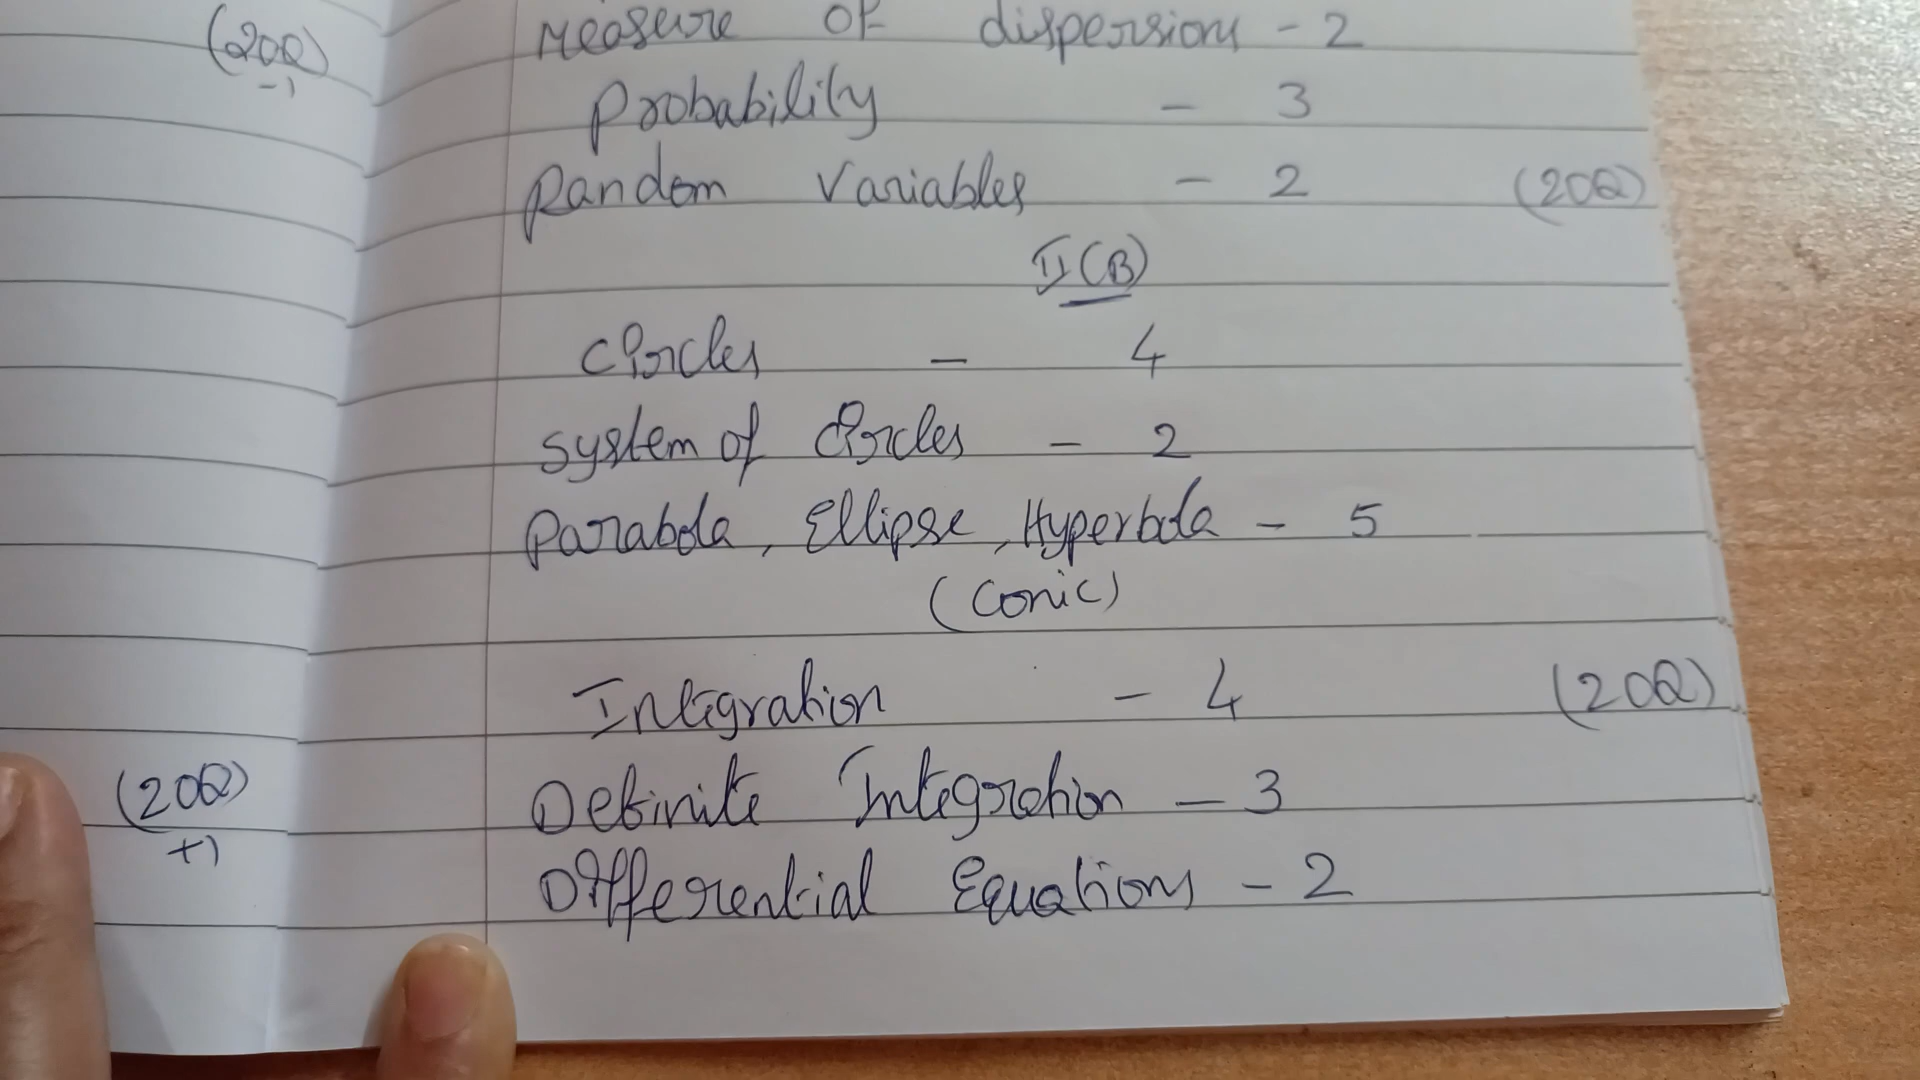 (20Q)
-1
Measure of dispersions - 2
Probability - 3
Random Variables - 2 (20Q)
II(B)
Circles - 4
System of Circles - 2
Parabola, Ellipse, Hyperbola - 5
(Conic)
Integration - 4 (20Q)
(20Q)
+1
Definite Integration - 3
Differential Equations - 2